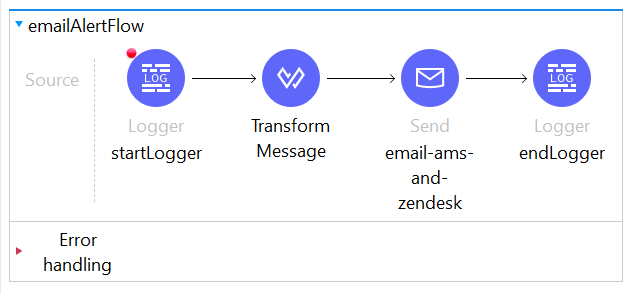 emailAlertFlow
Source
LOG
LOG
Logger
Transform
Send
Logger
startLogger
Message
email-ams-
endLogger
and-
zendesk
Error
handling